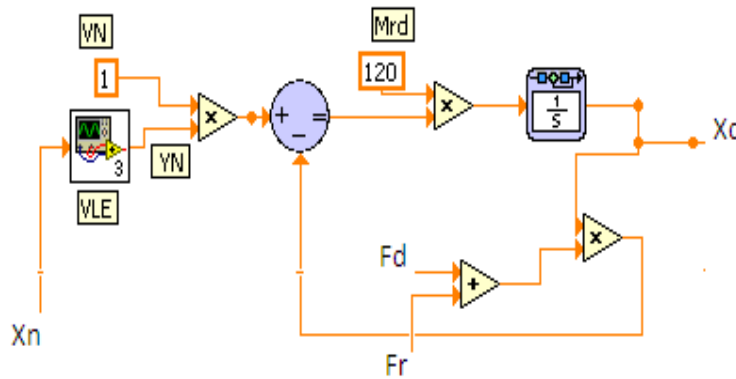 VN
Mrd
1
120
x
+
−
=
x
1
S
Xd
3
YN
VLE
Fd
x
+
Xn
Fr